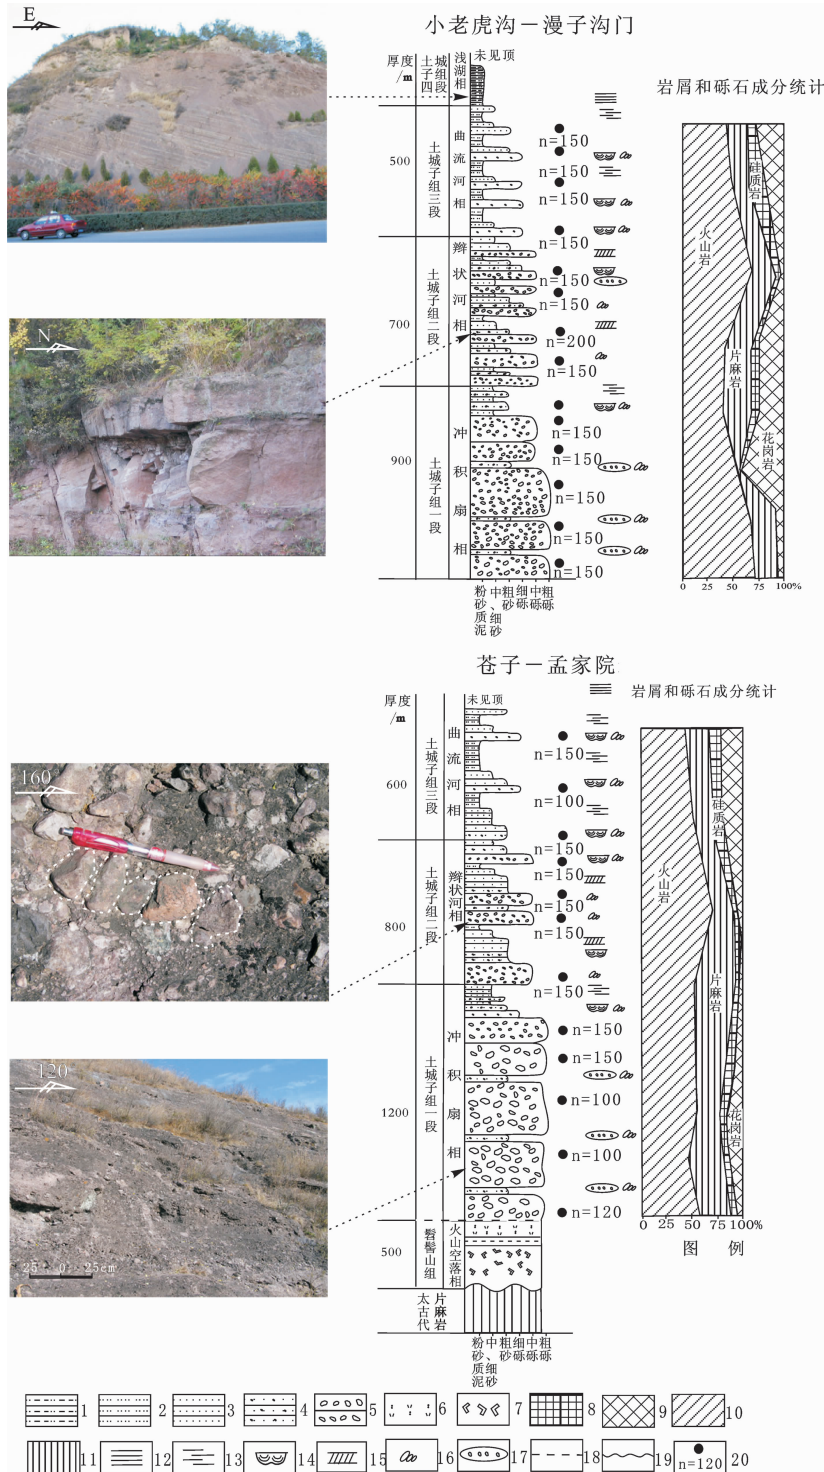 E
小老虎沟－漫子沟门
厚度/m
土城子组四段
浅湖相
未见顶
岩屑和砾石成分统计
500
土城子组三段
曲流河相
n=150
n=150
n=150
n=150
700
土城子组二段
辫状河相
n=150
n=150
n=200
n=150
900
土城子组一段
冲积扇相
n=150
n=150
n=150
n=150
n=150
火山岩
片麻岩
硅质岩
花岗岩
0 25 50 75 100%
粉砂质泥
中、细砂
粗砂
细砾
中砾
粗砾
N
苍子－孟家院
厚度/m
未见顶
岩屑和砾石成分统计
600
土城子组三段
曲流河相
n=150
n=100
n=150
800
土城子组二段
辫状河相
n=150
n=150
n=150
n=150
1200
土城子组一段
冲积扇相
n=150
n=150
n=100
n=100
n=120
500
髫髻山组
火山空落相
太古代
片麻岩
火山岩
片麻岩
硅质岩
花岗岩
0 25 50 75 100%
粉砂质泥
中、细砂
粗砂
细砾
中砾
粗砾
160
120
25 0 25cm
图 例
1 2 3 4 5 6 7 8 9 10
11 12 13 14 15 16 17 18 19 n=120 20